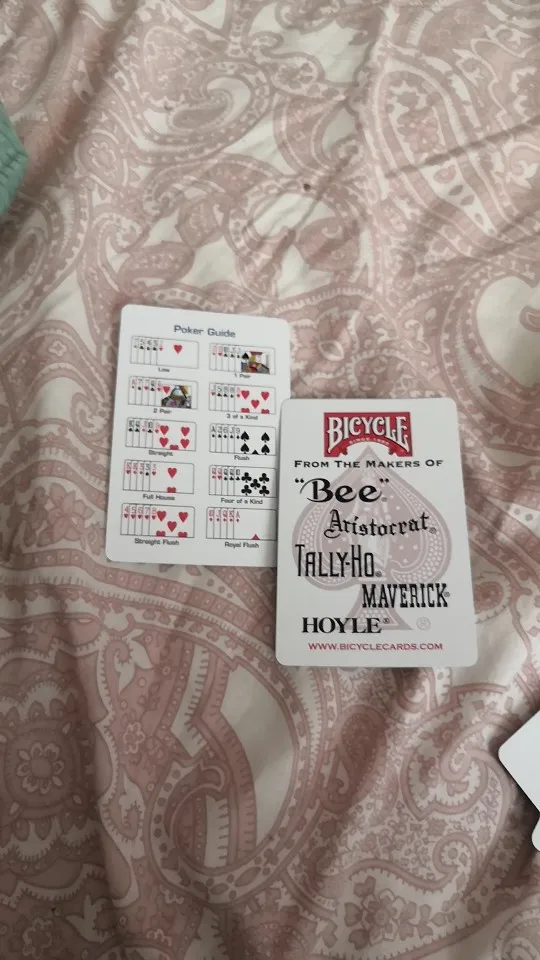 Poker Guide
Low
1 Pair
2 Pair
3 of a Kind
Straight
Flush
Full House
Four of a Kind
Straight Flush
Royal Flush
BICYCLE
®
FROM THE MAKERS OF
"Bee"®
Aristocrat®
TALLY-HO®
MAVERICK®
HOYLE® ®
WWW.BICYCLECARDS.COM